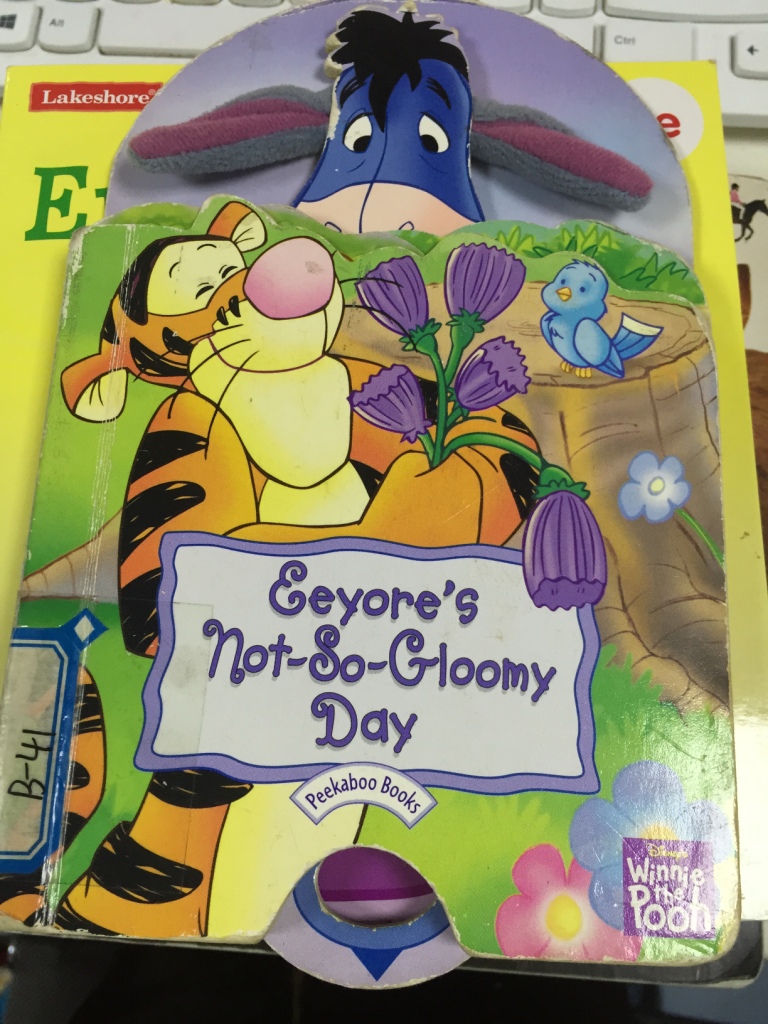 Alt
Ctrl
Lakeshore®
e
Eeyore's
Not-So-Gloomy
Day
Peekaboo Books
B-41
Disney's
Winnie
the
Pooh